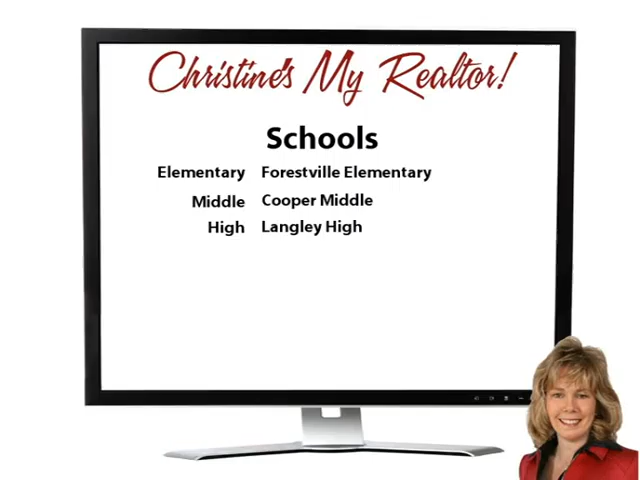 Christine's My Realtor!
Schools
Elementary Forestville Elementary
Middle Cooper Middle
High Langley High